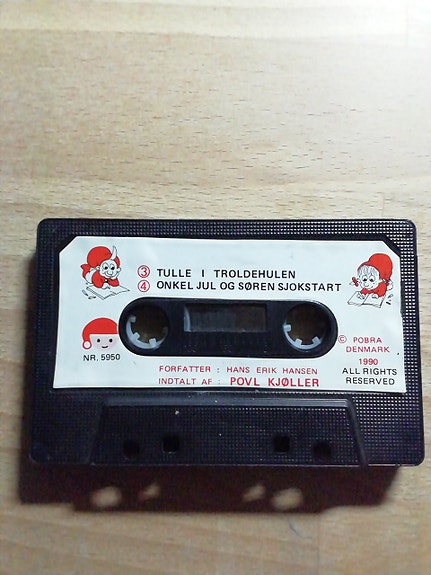 ③ TULLE I TROLDEHULEN
④ ONKEL JUL OG SØREN SJOKSTART
NR. 5950
FORFATTER : HANS ERIK HANSEN
INDTALT AF : POVL KJØLLER
© POBRA
DENMARK
1990
ALL RIGHTS
RESERVED